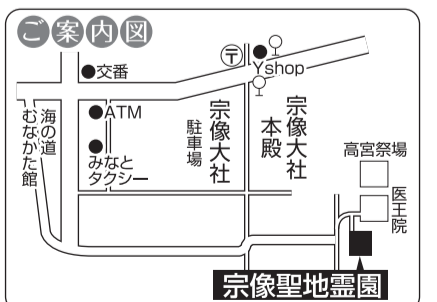 ご案内図
●交番
〒
●
Yshop
●ATM
●
みなと
タクシー
海の道
むなかた館
宗像大社
駐車場
宗像大社
本殿
高宮祭場
医王院
宗像聖地霊園